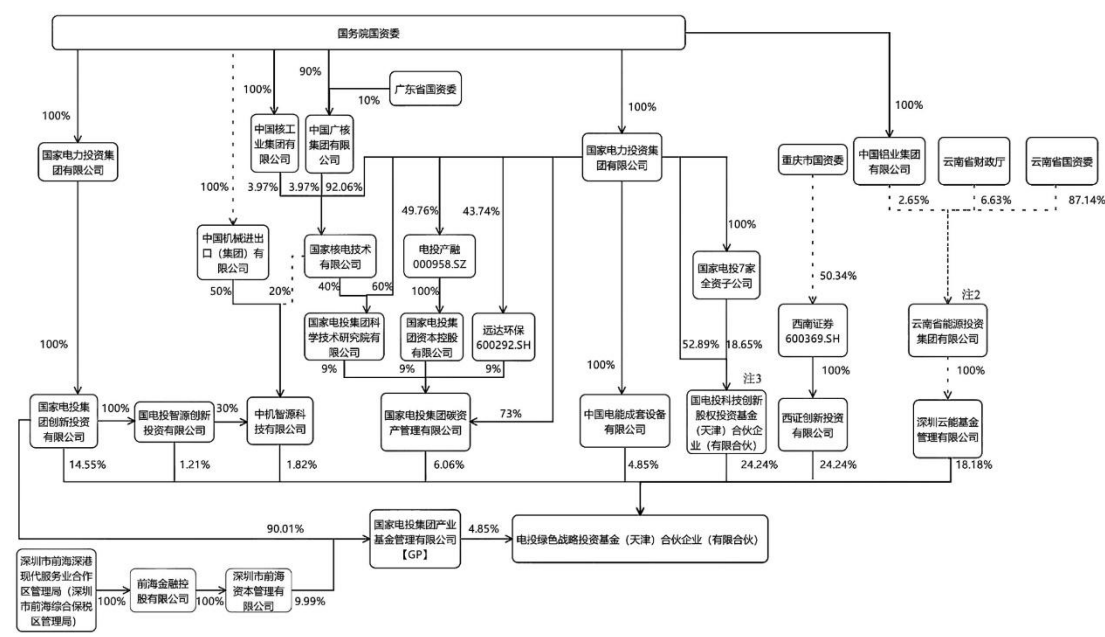 国务院国资委
90%
广东省国资委
100%
10%
100%
100%
100%
中国核工
业集团有
限公司
中国广核
集团有限
公司
国家电力投资集
团有限公司
国家电力投资集
团有限公司
重庆市国资委
中国铝业集团
有限公司
云南省财政厅
云南省国资委
3.97%
3.97%
92.06%
2.65%
6.63%
87.14%
100%
49.76%
43.74%
100%
中国机械进出
口（集团）有
限公司
国家核电技术
有限公司
电投产融
000958.SZ
国家电投7家
全资子公司
50.34%
50%
20%
40%
60%
100%
注2
国家电投集团科
学技术研究院有
限公司
国家电投集
团资本控股
有限公司
远达环保
600292.SH
西南证券
600369.SH
云南省能源投资
集团有限公司
100%
9%
9%
9%
100%
52.89%
18.65%
注3
100%
100%
国家电投集
团创新投资
有限公司
100%
国电投智源创新
投资有限公司
30%
中机智源科
技有限公司
国家电投集团碳资
产管理有限公司
73%
中国电能成套设备
有限公司
国电投科技创新
股权投资基金
（天津）合伙企
业（有限合伙）
西证创新投资
有限公司
深圳云能基金
管理有限公司
14.55%
1.21%
1.82%
6.06%
4.85%
24.24%
24.24%
18.18%
90.01%
国家电投集团产业
基金管理有限公司
【GP】
4.85%
电投绿色战略投资基金（天津）合伙企业（有限合伙）
深圳市前海深港
现代服务业合作
区管理局（深圳
市前海综合保税
区管理局）
100%
前海金融控
股有限公司
100%
深圳市前海
资本管理有
限公司
9.99%